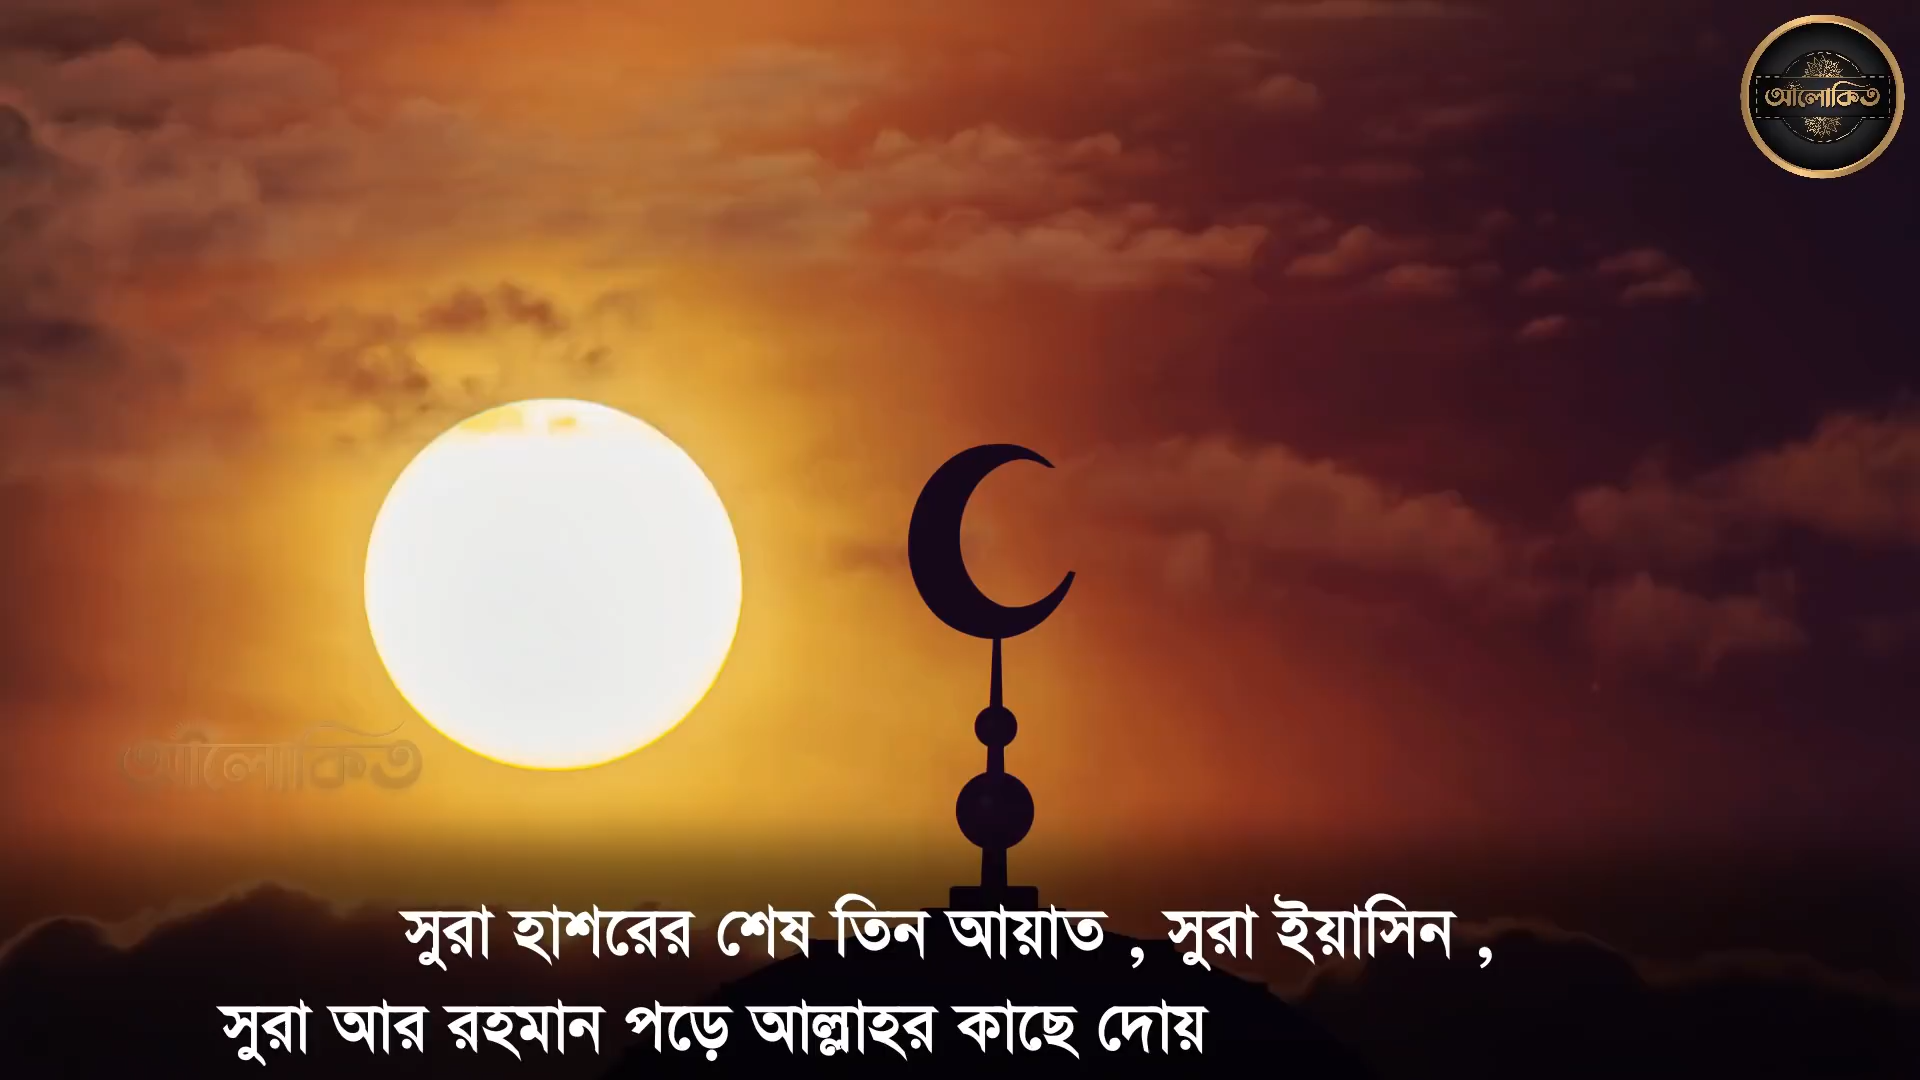 আলোকিত
আলোকিত
সুরা হাশরের শেষ তিন আয়াত , সুরা ইয়াসিন ,
সুরা আর রহমান পড়ে আল্লাহর কাছে দোয়